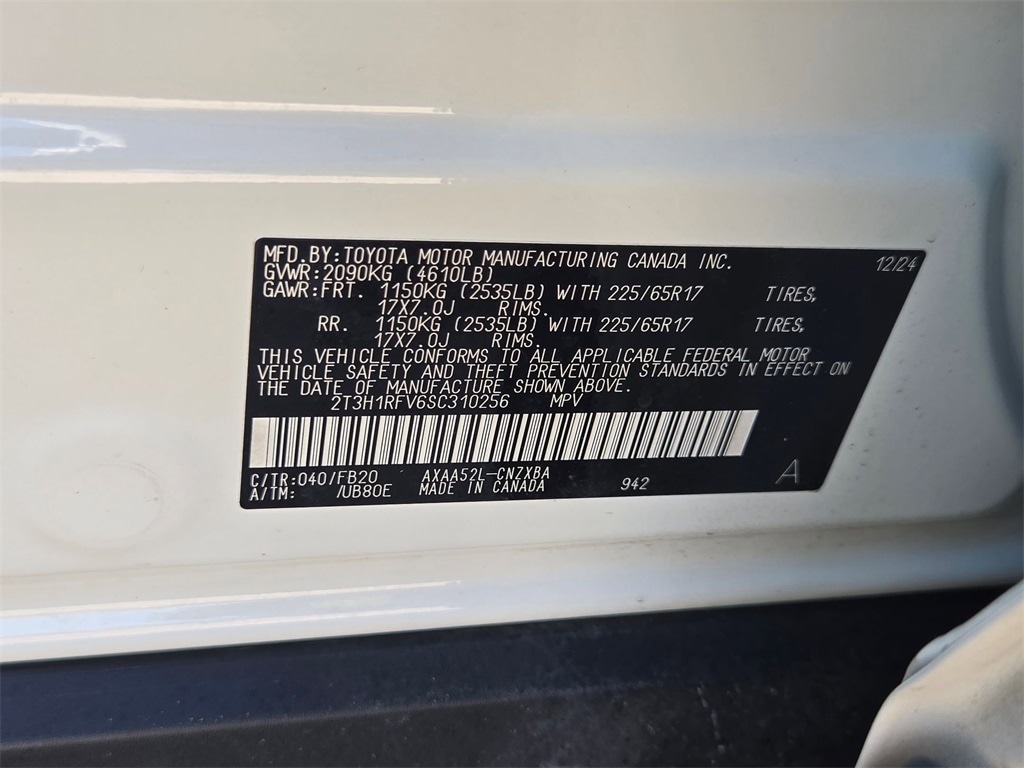 MFD.BY:TOYOTA MOTOR MANUFACTURING CANADA INC. 12/24
GVWR:2090KG (4610LB)
GAWR:FRT. 1150KG (2535LB) WITH 225/65R17 TIRES,
17X7.0J RIMS.
RR. 1150KG (2535LB) WITH 225/65R17 TIRES,
17X7.0J RIMS.
THIS VEHICLE CONFORMS TO ALL APPLICABLE FEDERAL MOTOR
VEHICLE SAFETY AND THEFT PREVENTION STANDARDS IN EFFECT ON
THE DATE OF MANUFACTURE SHOWN ABOVE.
2T3H1RFV6SC310256 MPV
C/TR:040/FB20 AXAA52L-CNZXBA
A/TM: /UB80E MADE IN CANADA 942 A